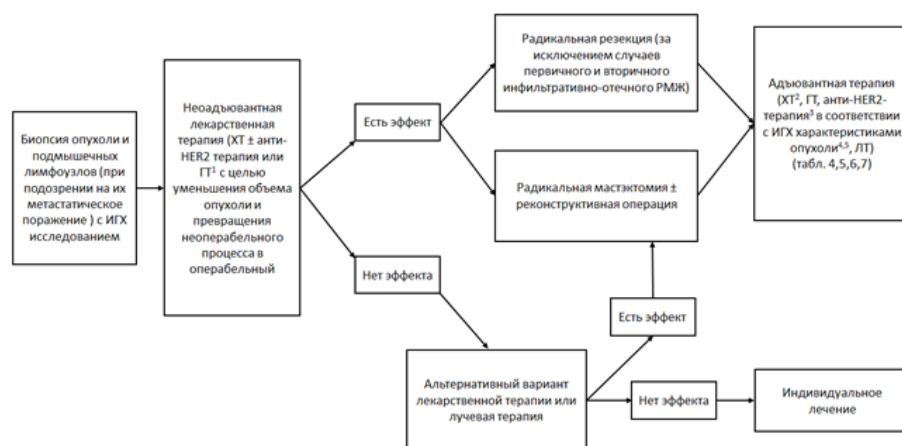 Биопсия опухоли и
подмышечных
лимфоузлов (при
подозрении на их
метастатическое
поражение ) с ИГХ
исследованием
Неоадъювантная
лекарственная
терапия (ХТ ± анти-
HER2 терапия или
ГТ¹ с целью
уменьшения объема
опухоли и
превращения
неоперабельного
процесса в
операбельный
Есть эффект
Нет эффекта
Радикальная резекция (за
исключением случаев
первичного и вторичного
инфильтративно-отечного РМЖ)
Радикальная мастэктомия ±
реконструктивная операция
Адъювантная терапия
(ХТ², ГТ, анти-HER2-
терапия³ в соответствии
с ИГХ характеристиками
опухоли⁴,⁵, ЛТ)
(табл. 4,5,6,7)
Есть эффект
Альтернативный вариант
лекарственной терапии или
лучевая терапия
Нет эффекта
Индивидуальное
лечение